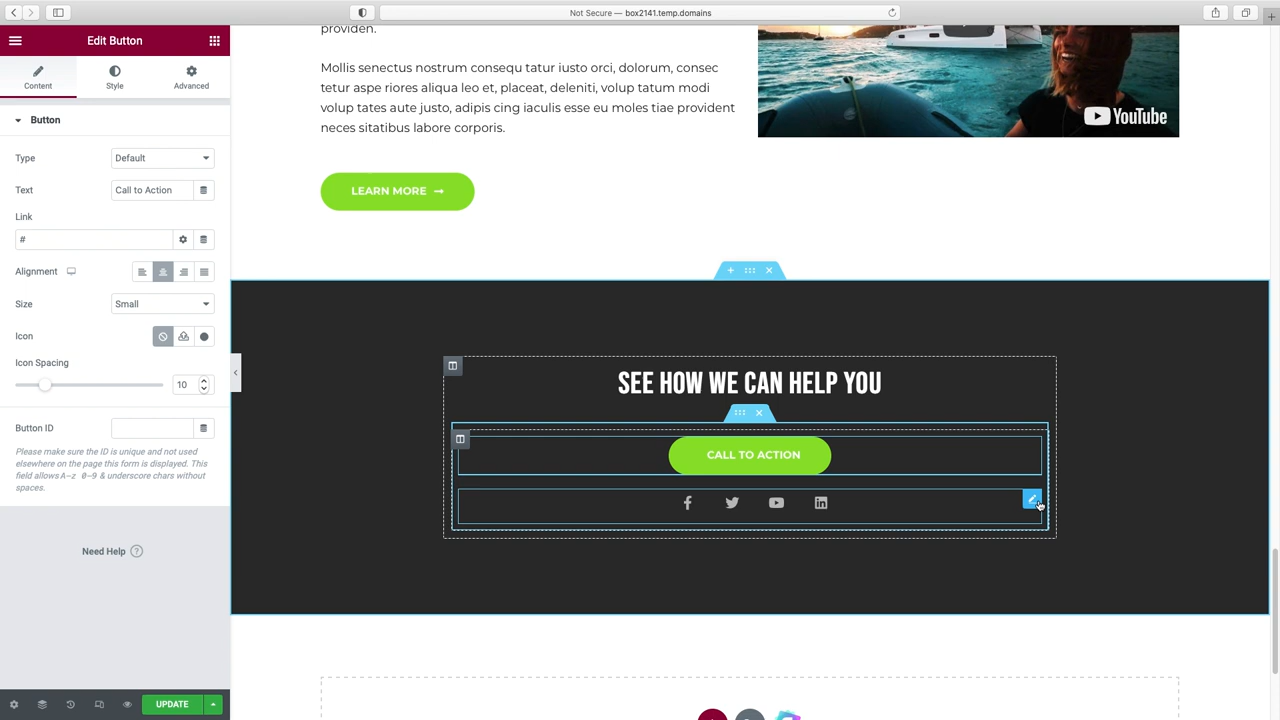 Not Secure — box2141.temp.domains
Edit Button
Content
Style
Advanced
Button
Type
Default
Text
Call to Action
Link
#
Alignment
Size
Small
Icon
Icon Spacing
10
Button ID
Please make sure the ID is unique and not used
elsewhere on the page this form is displayed. This
field allows A–z 0–9 & underscore chars without
spaces.
Need Help ?
UPDATE
providen.
Mollis senectus nostrum consequ tatur iusto orci, dolorum, consec
tetur aspe riores aliqua leo et, placeat, deleniti, volup tatum modi
volup tates aute justo, adipis cing iaculis esse eu moles tiae provident
neces sitatibus labore corporis.
YouTube
LEARN MORE →
SEE HOW WE CAN HELP YOU
CALL TO ACTION